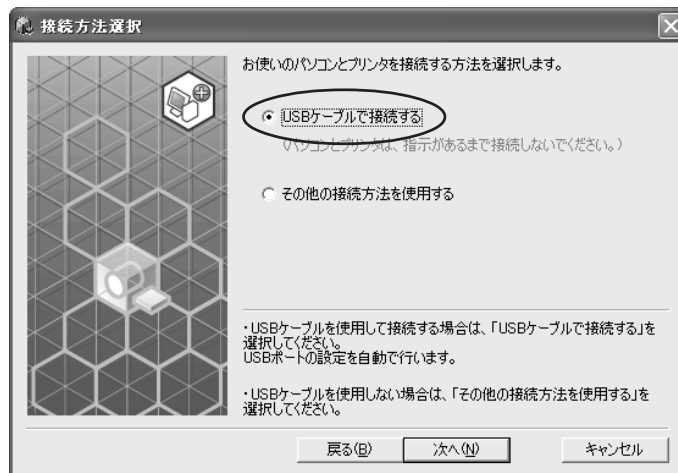 接続方法選択
お使いのパソコンとプリンタを接続する方法を選択します。
USBケーブルで接続する
(パソコンとプリンタは、指示があるまで接続しないでください。)
その他の接続方法を使用する
・USBケーブルを使用して接続する場合は、「USBケーブルで接続する」を
選択してください。
USBポートの設定を自動で行います。
・USBケーブルを使用しない場合は、「その他の接続方法を使用する」を
選択してください。
戻る(B)
次へ(N)
キャンセル